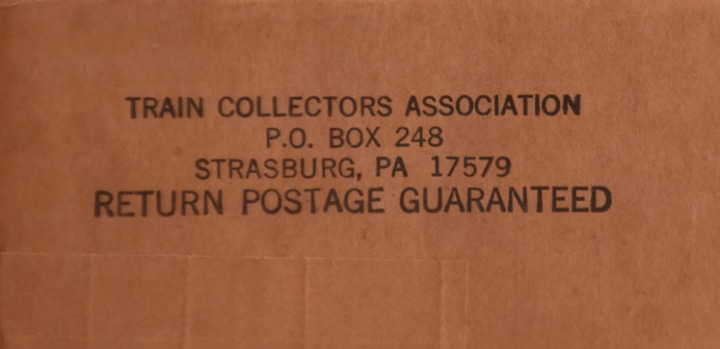 TRAIN COLLECTORS ASSOCIATION
P.O. BOX 248
STRASBURG, PA 17579
RETURN POSTAGE GUARANTEED